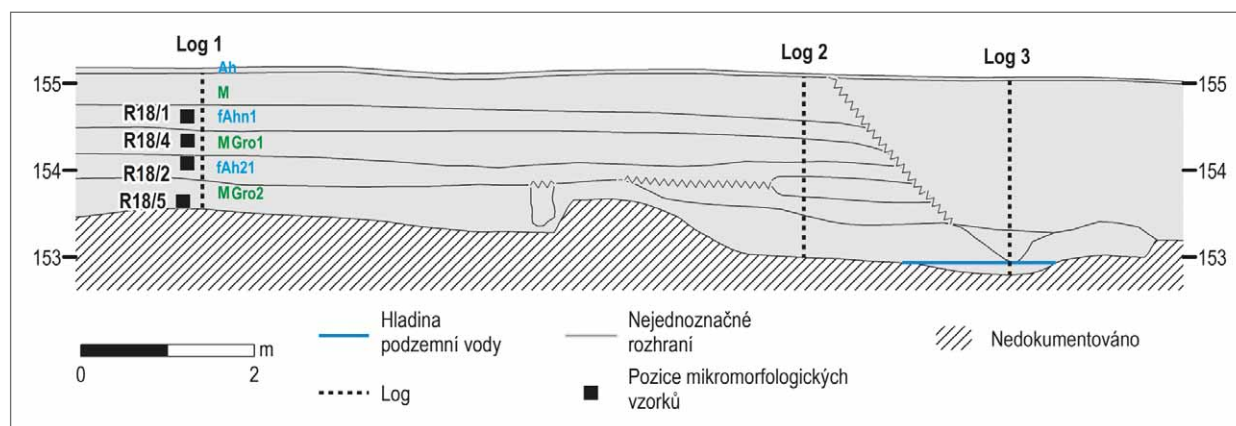 Log 1
Log 2
Log 3
155
Ah
155
M
R18/1
fAhn1
R18/4
MGro1
154
fAh21
154
R18/2
MGro2
R18/5
153
153
Hladina
podzemní vody
Nejednoznačné
rozhraní
Nedokumentováno
m
0
2
Log
Pozice mikromorfologických
vzorků